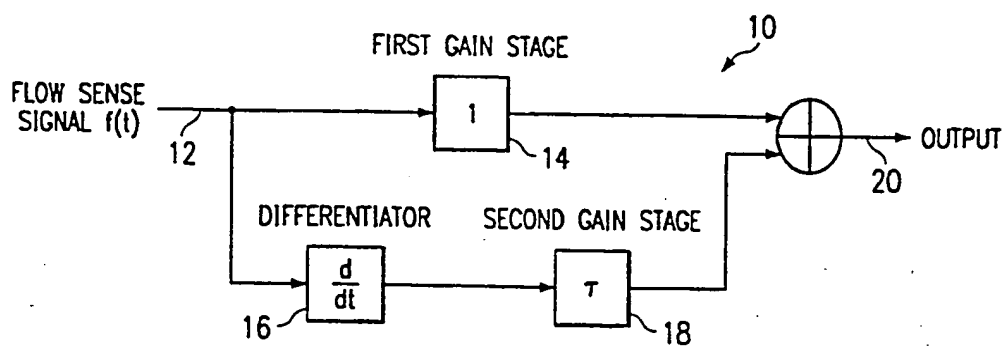 10
FIRST GAIN STAGE
FLOW SENSE
SIGNAL f(t)
12
1
14
OUTPUT
20
DIFFERENTIATOR
SECOND GAIN STAGE
d
dt
16
τ
18